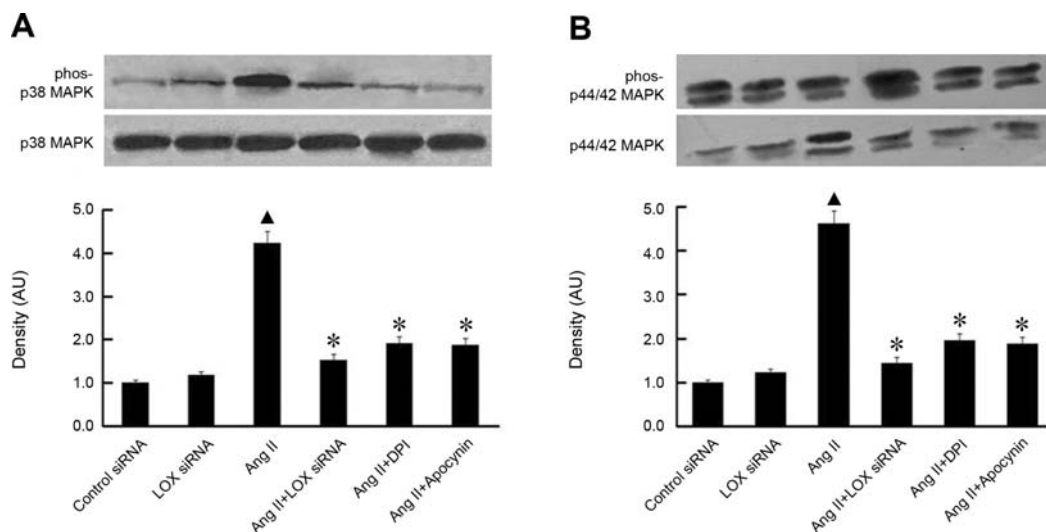 A
phos-
p38 MAPK
p38 MAPK
Density (AU)
5.0
4.0
3.0
2.0
1.0
0.0
▲
*
*
*
Control siRNA
LOX siRNA
Ang II
Ang II+LOX siRNA
Ang II+DPI
Ang II+Apocynin
B
phos-
p44/42 MAPK
p44/42 MAPK
Density (AU)
5.0
4.0
3.0
2.0
1.0
0.0
▲
*
*
*
Control siRNA
LOX siRNA
Ang II
Ang II+LOX siRNA
Ang II+DPI
Ang II+Apocynin